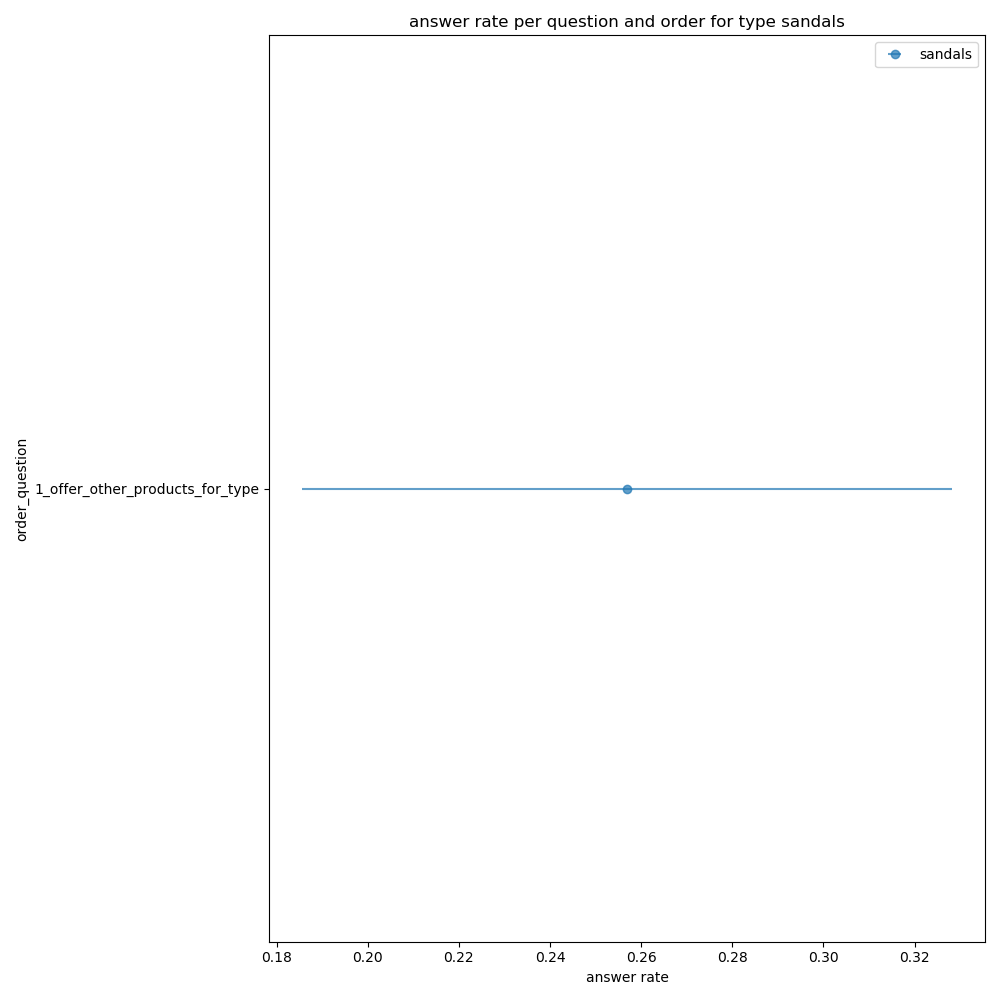 answer rate per question and order for type sandals
sandals
order_question
1_offer_other_products_for_type
0.18 0.20 0.22 0.24 0.26 0.28 0.30 0.32
answer rate